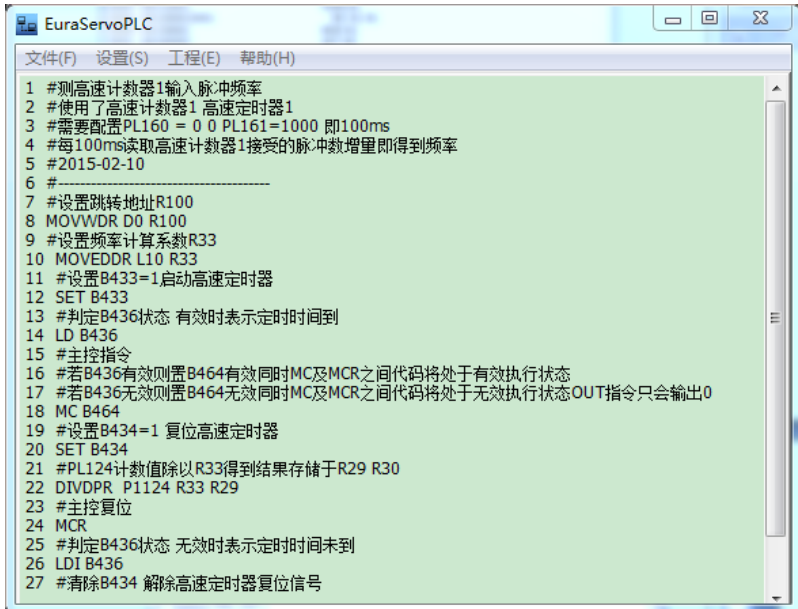 EuraServoPLC
文件(F) 设置(S) 工程(E) 帮助(H)
1 #测高速计数器1输入脉冲频率
2 #使用了高速计数器1 高速定时器1
3 #需要配置PL160 = 0 0 PL161=1000 即100ms
4 #每100ms读取高速计数器1接受的脉冲数增量即得到频率
5 #2015-02-10
6 #---------------------------------------
7 #设置跳转地址R100
8 MOVWDR D0 R100
9 #设置频率计算系数R33
10 MOVEDDR L10 R33
11 #设置B433=1启动高速定时器
12 SET B433
13 #判定B436状态 有效时表示定时时间到
14 LD B436
15 #主控指令
16 #若B436有效则置B464有效同时MC及MCR之间代码将处于有效执行状态
17 #若B436无效则置B464无效同时MC及MCR之间代码将处于无效执行状态OUT指令只会输出0
18 MC B464
19 #设置B434=1 复位高速定时器
20 SET B434
21 #PL124计数值除以R33得到结果存储于R29 R30
22 DIVDPR P1124 R33 R29
23 #主控复位
24 MCR
25 #判定B436状态 无效时表示定时时间未到
26 LDI B436
27 #清除B434 解除高速定时器复位信号